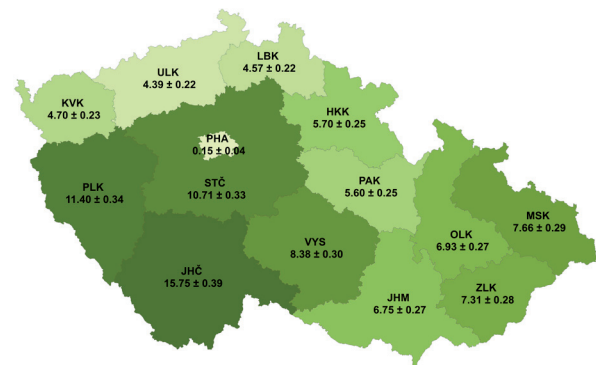 LBK
4.57 ± 0.22
ULK
4.39 ± 0.22
KVK
4.70 ± 0.23
HKK
5.70 ± 0.25
PHA
0.15 ± 0.04
STČ
10.71 ± 0.33
PLK
11.40 ± 0.34
PAK
5.60 ± 0.25
MSK
7.66 ± 0.29
OLK
6.93 ± 0.27
VYS
8.38 ± 0.30
JHČ
15.75 ± 0.39
ZLK
7.31 ± 0.28
JHM
6.75 ± 0.27